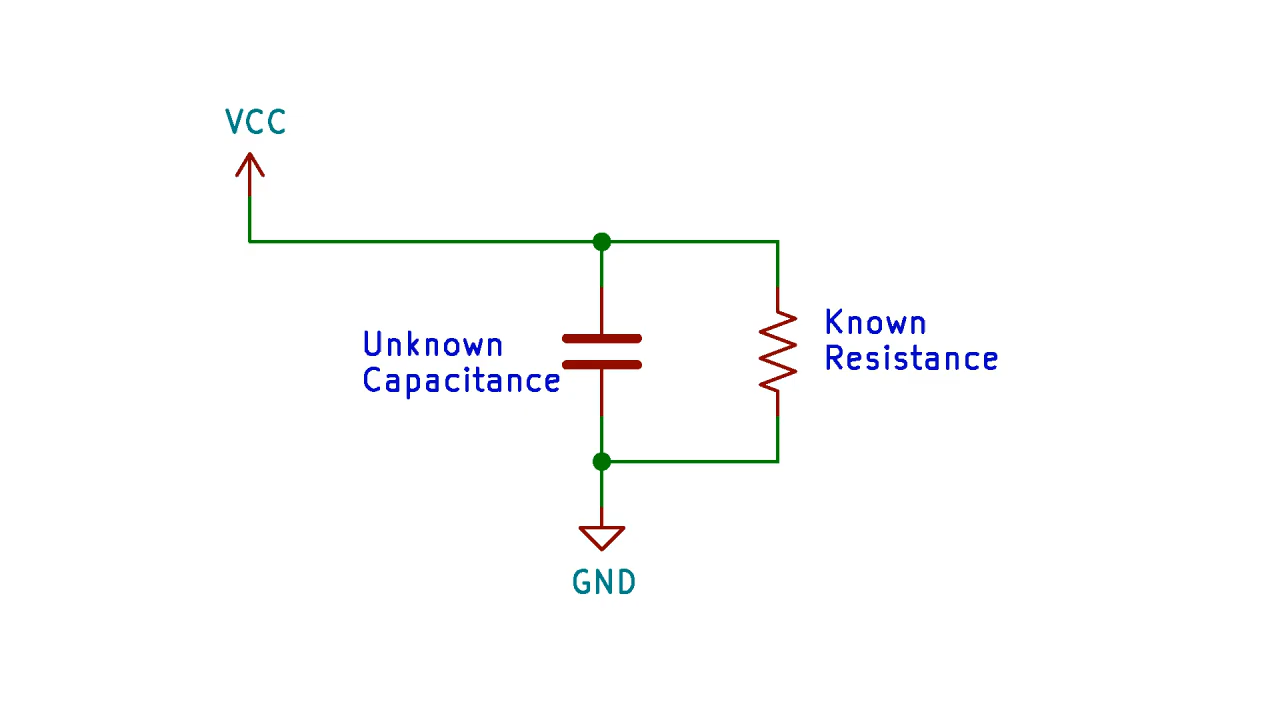 VCC
Known
Resistance
Unknown
Capacitance
GND